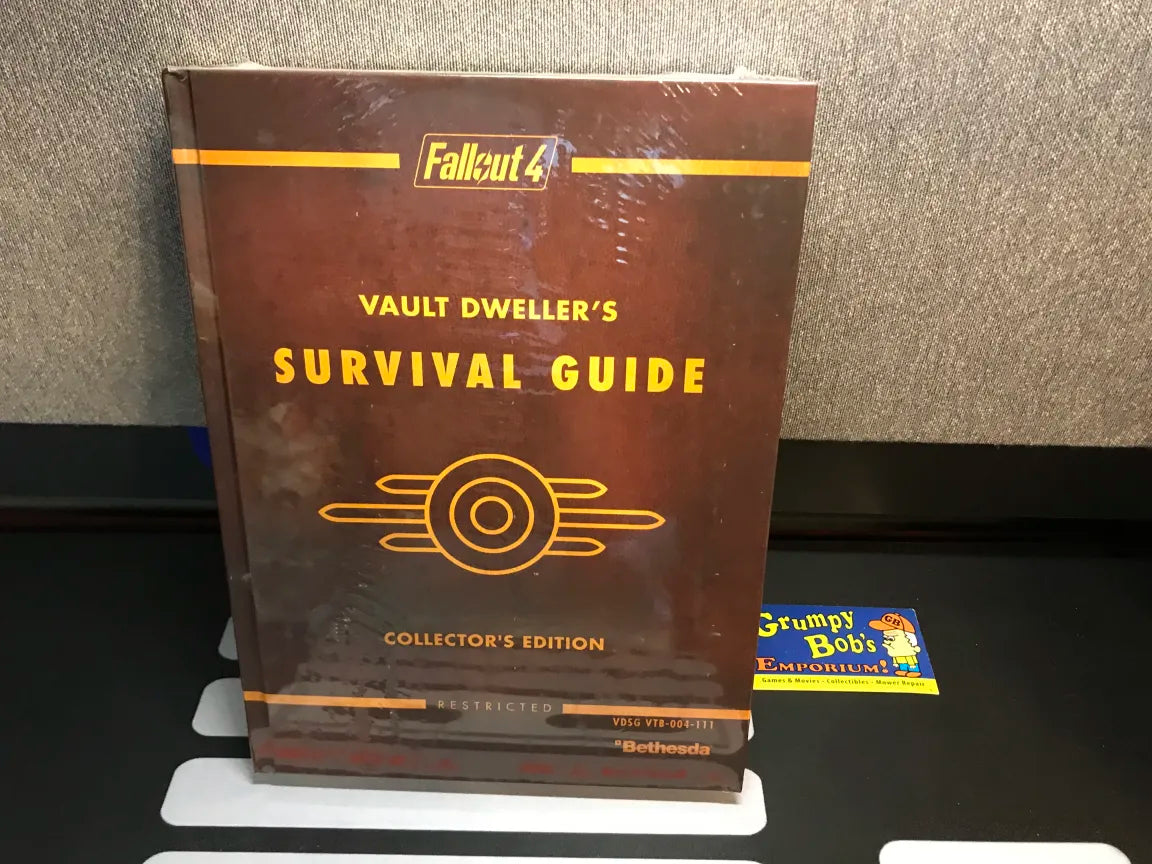 Fallout 4
VAULT DWELLER'S
SURVIVAL GUIDE
COLLECTOR'S EDITION
RESTRICTED
VDSG VTB-004-111
Bethesda
Grumpy
Bob's
EMPORIUM!
Games & Movies - Collectibles - Mower Repair
GB